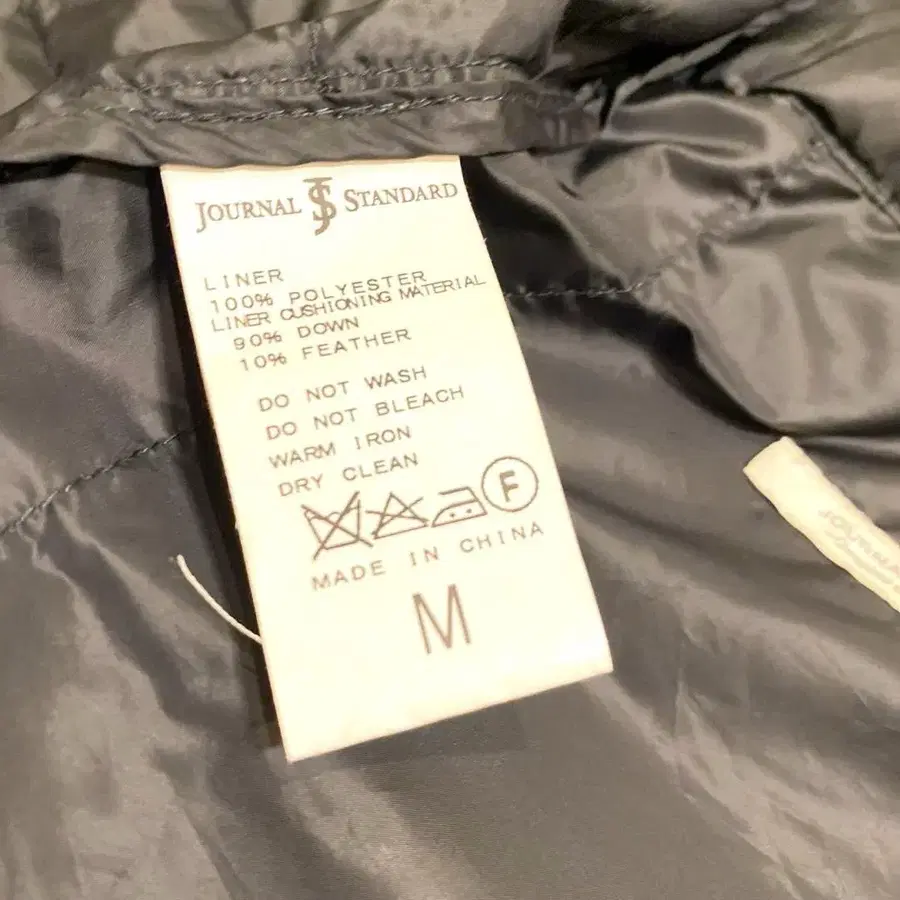 JOURNAL JS STANDARD
LINER
100% POLYESTER
LINER CUSHIONING MATERIAL
90% DOWN
10% FEATHER
DO NOT WASH
DO NOT BLEACH
WARM IRON
DRY CLEAN
F
MADE IN CHINA
M